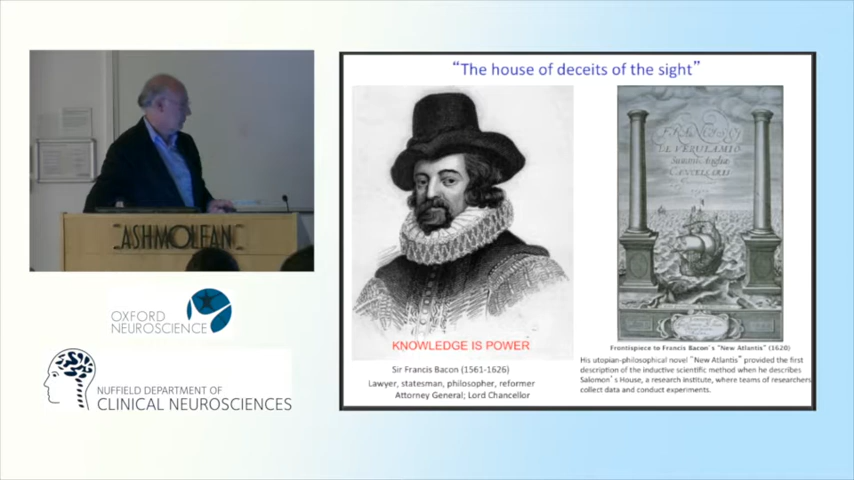 “The house of deceits of the sight”
ASHMOLEAN
OXFORD
NEUROSCIENCE
NUFFIELD DEPARTMENT OF
CLINICAL NEUROSCIENCES
KNOWLEDGE IS POWER
Sir Francis Bacon (1561-1626)
Lawyer, statesman, philosopher, reformer
Attorney General; Lord Chancellor
Frontispiece to Francis Bacon's "New Atlantis" (1620)
His utopian-philosophical novel "New Atlantis" provided the first
description of the inductive scientific method when he describes
Salomon's House, a research institute, where teams of researchers
collect data and conduct experiments.